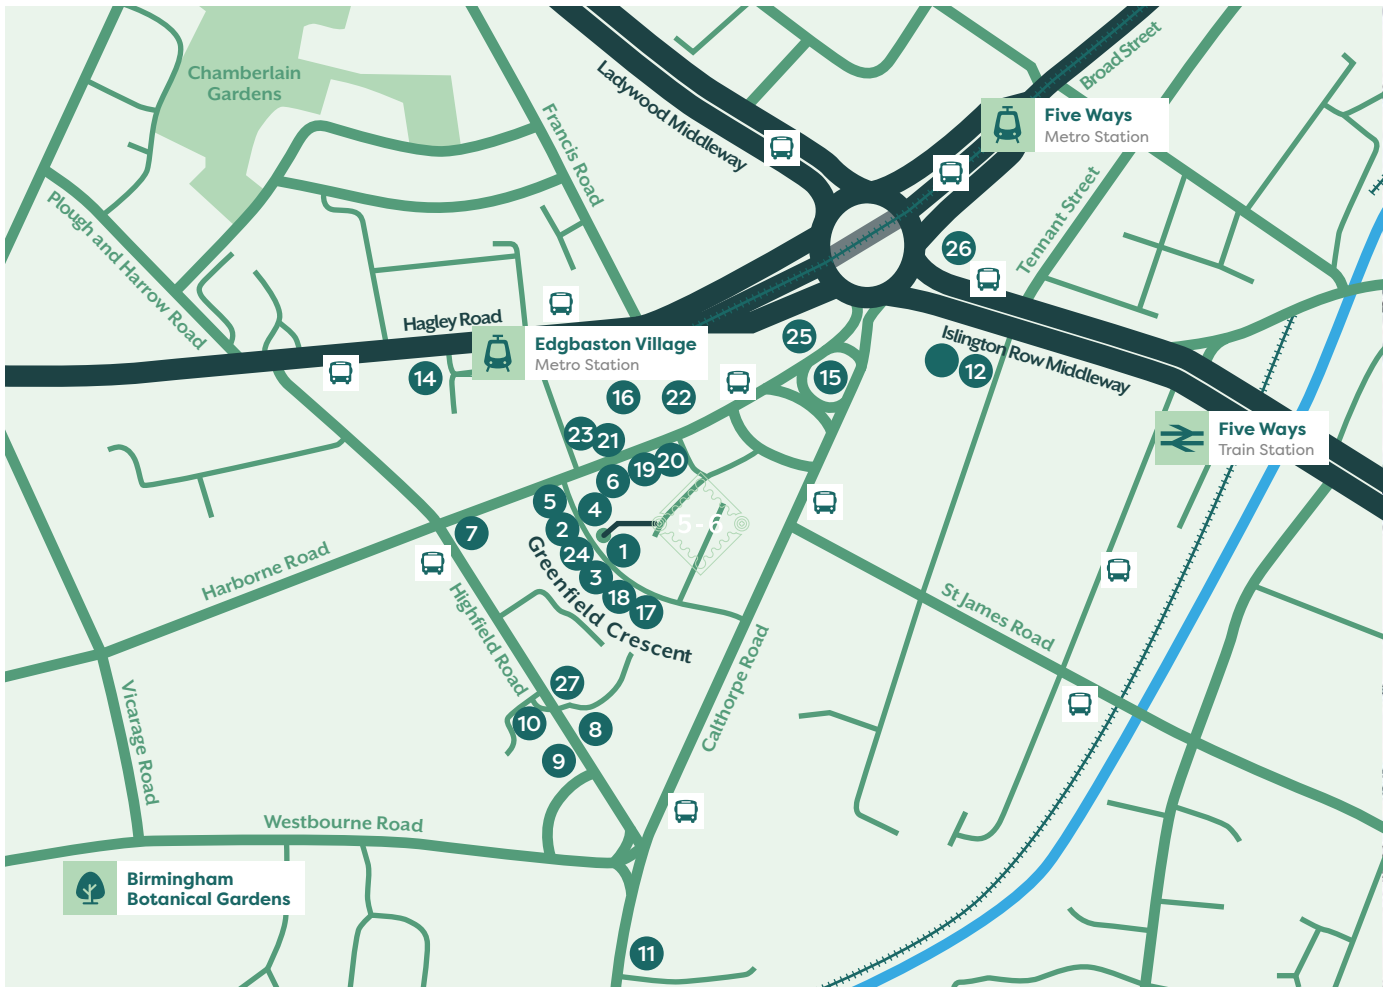 Chamberlain
Gardens
Ladywood Middleway
Francis Road
Broad Street
Five Ways
Metro Station
Plough and Harrow Road
Tennant Street
26
Hagley Road
Edgbaston Village
Metro Station
25
Islington Row Middleway
14
15
12
16
22
23
21
Five Ways
Train Station
6
19
20
5
4
5-6
7
2
24
1
Greenfield Crescent
Harborne Road
3
18
17
Highfield Road
St James Road
Calthorpe Road
27
Vicarage Road
10
8
9
Westbourne Road
Birmingham
Botanical Gardens
11